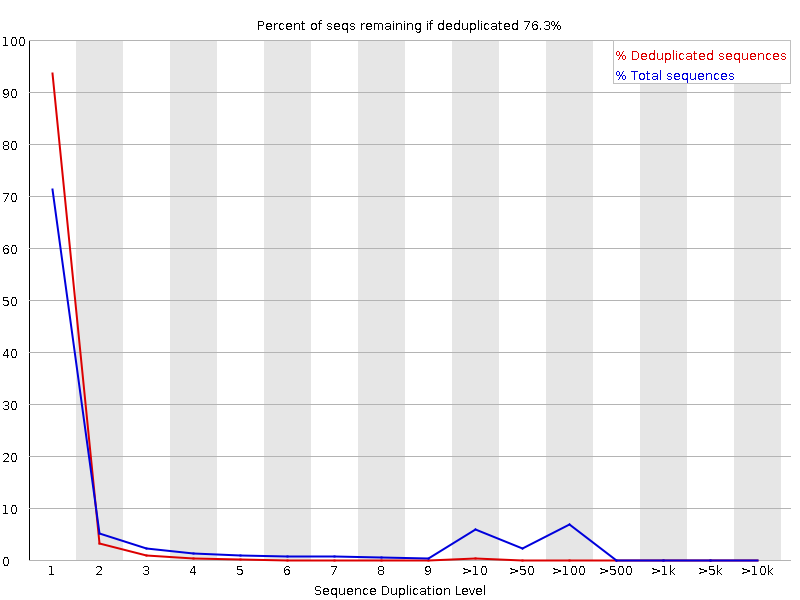 Percent of seqs remaining if deduplicated 76.3%
% Deduplicated sequences
% Total sequences
100
90
80
70
60
50
40
30
20
10
0
1 2 3 4 5 6 7 8 9 >10 >50 >100 >500 >1k >5k >10k
Sequence Duplication Level